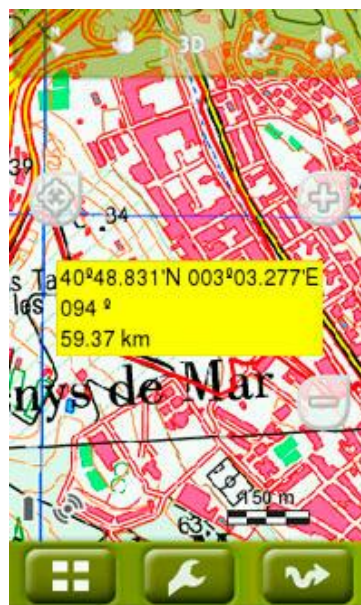 3D
39
34
s Ta
les
40º48.831'N 003º03.277'E
094 º
59.37 km
nys de Mar
150 m
63